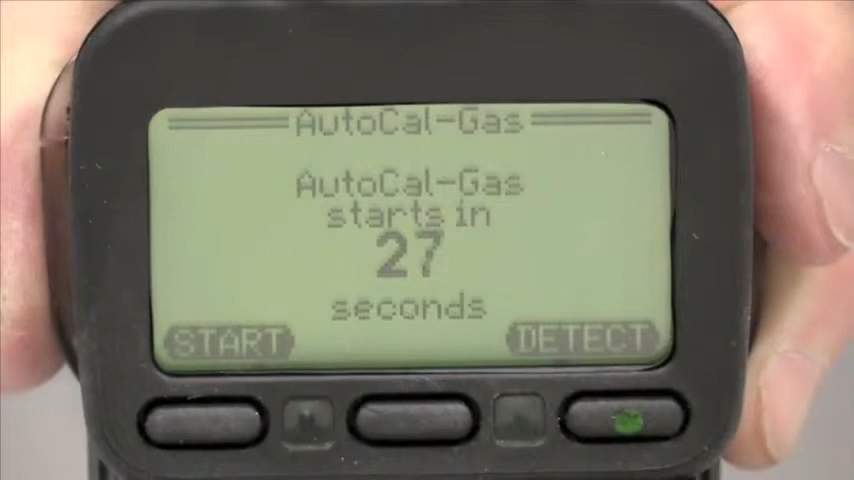 AutoCal-Gas
AutoCal-Gas
starts in
27
seconds
START DETECT